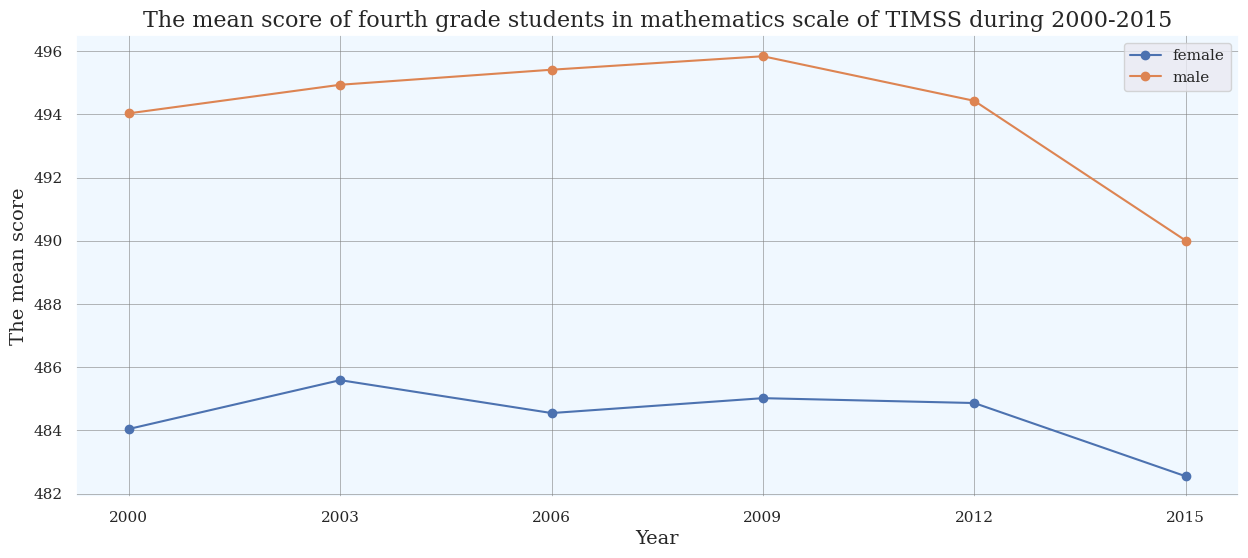 The mean score of fourth grade students in mathematics scale of TIMSS during 2000-2015
female
male
The mean score
496
494
492
490
488
486
484
482
2000 2003 2006 2009 2012 2015
Year